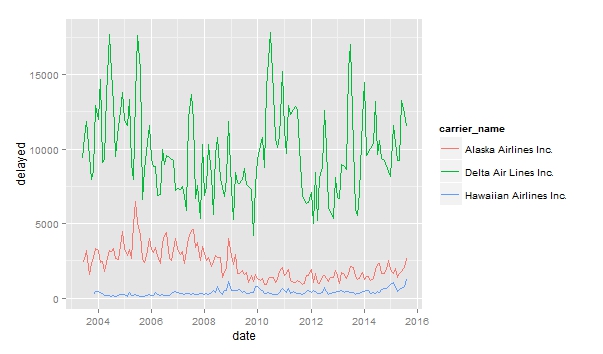 15000
10000
5000
0
delayed
2004
2006
2008
2010
2012
2014
2016
date
carrier_name
Alaska Airlines Inc.
Delta Air Lines Inc.
Hawaiian Airlines Inc.